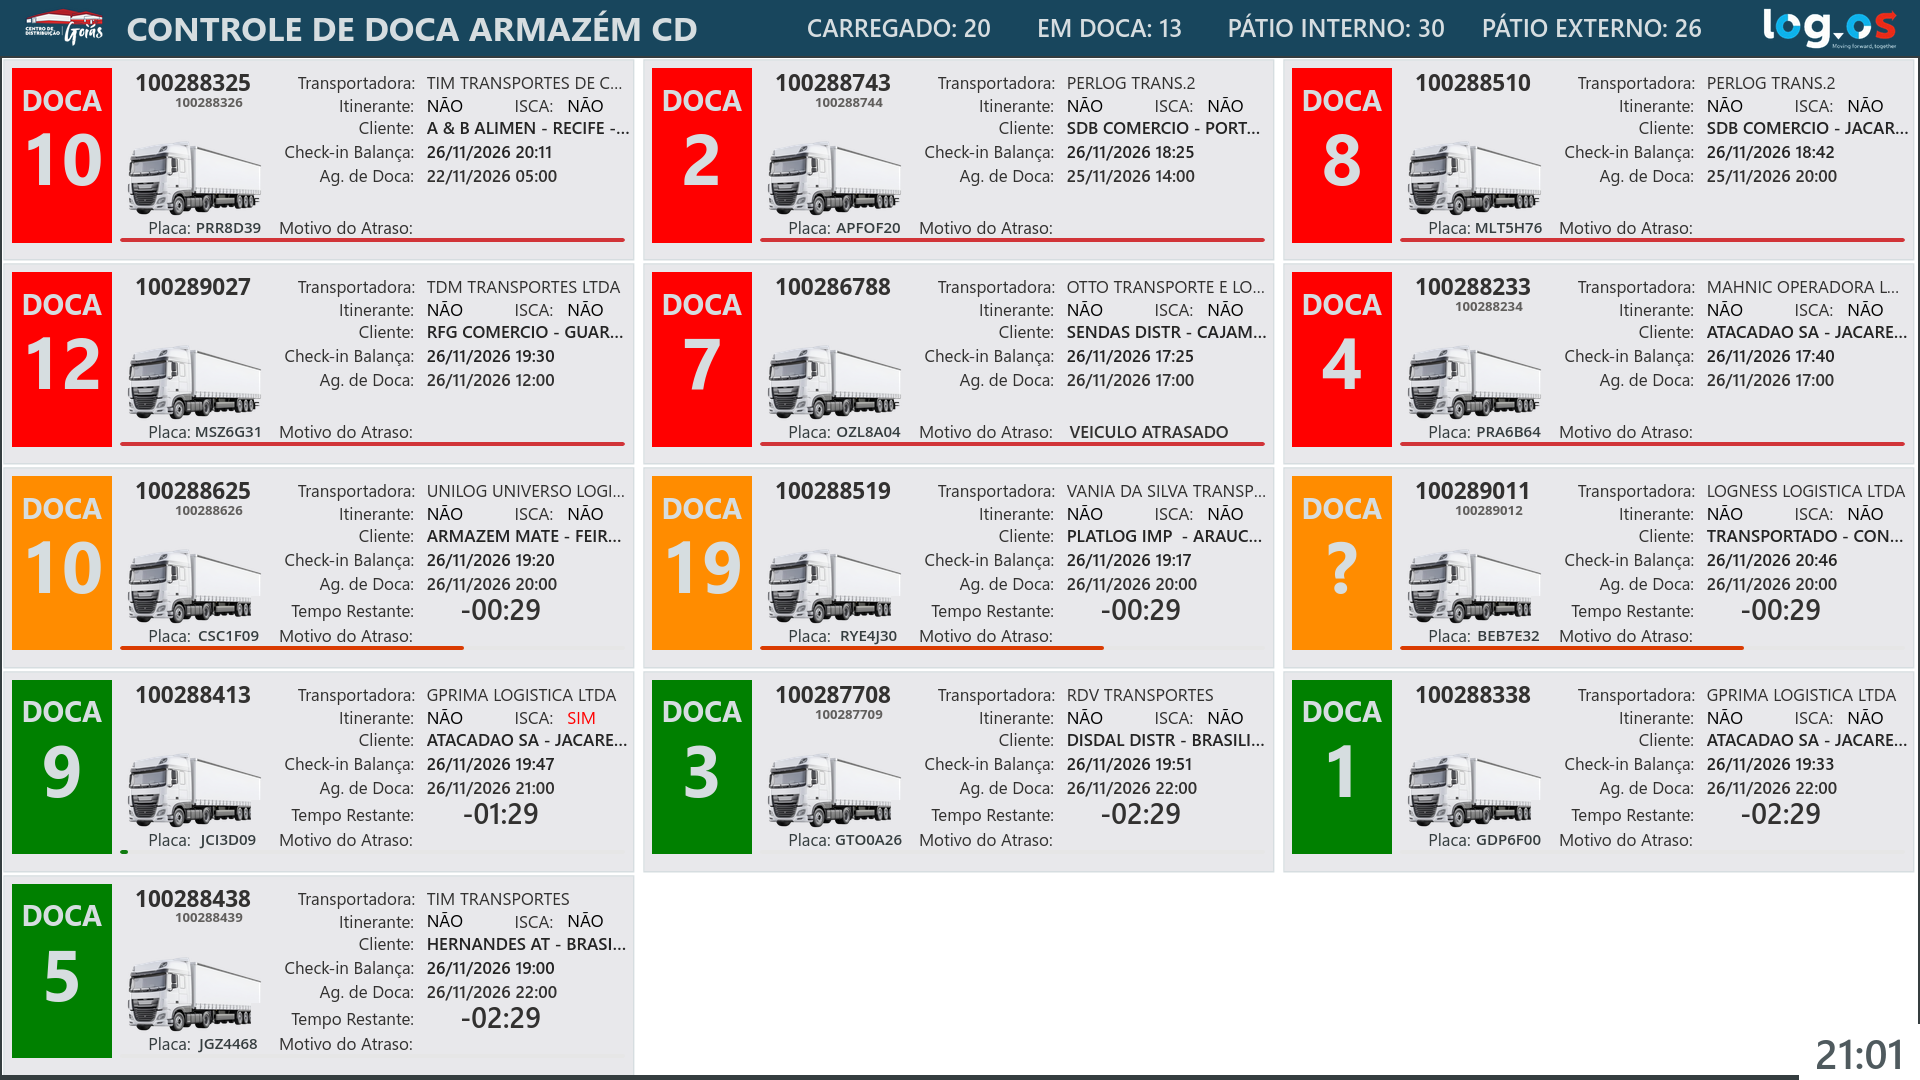 CENTRO DE DISTRIBUIÇÃO Goiás
CONTROLE DE DOCA ARMAZÉM CD
CARREGADO: 20
EM DOCA: 13
PÁTIO INTERNO: 30
PÁTIO EXTERNO: 26
log.os
Moving forward, together
DOCA
10
100288325
100288326
Transportadora: TIM TRANSPORTES DE C...
Itinerante: NÃO ISCA: NÃO
Cliente: A & B ALIMEN - RECIFE -...
Check-in Balança: 26/11/2026 20:11
Ag. de Doca: 22/11/2026 05:00
Placa: PRR8D39 Motivo do Atraso:
DOCA
2
100288743
100288744
Transportadora: PERLOG TRANS.2
Itinerante: NÃO ISCA: NÃO
Cliente: SDB COMERCIO - PORT...
Check-in Balança: 26/11/2026 18:25
Ag. de Doca: 25/11/2026 14:00
Placa: APFOF20 Motivo do Atraso:
DOCA
8
100288510
Transportadora: PERLOG TRANS.2
Itinerante: NÃO ISCA: NÃO
Cliente: SDB COMERCIO - JACAR...
Check-in Balança: 26/11/2026 18:42
Ag. de Doca: 25/11/2026 20:00
Placa: MLT5H76 Motivo do Atraso:
DOCA
12
100289027
Transportadora: TDM TRANSPORTES LTDA
Itinerante: NÃO ISCA: NÃO
Cliente: RFG COMERCIO - GUAR...
Check-in Balança: 26/11/2026 19:30
Ag. de Doca: 26/11/2026 12:00
Placa: MSZ6G31 Motivo do Atraso:
DOCA
7
100286788
Transportadora: OTTO TRANSPORTE E LO...
Itinerante: NÃO ISCA: NÃO
Cliente: SENDAS DISTR - CAJAM...
Check-in Balança: 26/11/2026 17:25
Ag. de Doca: 26/11/2026 17:00
Placa: OZL8A04 Motivo do Atraso: VEICULO ATRASADO
DOCA
4
100288233
100288234
Transportadora: MAHNIC OPERADORA L...
Itinerante: NÃO ISCA: NÃO
Cliente: ATACADAO SA - JACARE...
Check-in Balança: 26/11/2026 17:40
Ag. de Doca: 26/11/2026 17:00
Placa: PRA6B64 Motivo do Atraso:
DOCA
10
100288625
100288626
Transportadora: UNILOG UNIVERSO LOGI...
Itinerante: NÃO ISCA: NÃO
Cliente: ARMAZEM MATE - FEIR...
Check-in Balança: 26/11/2026 19:20
Ag. de Doca: 26/11/2026 20:00
Tempo Restante: -00:29
Placa: CSC1F09 Motivo do Atraso:
DOCA
19
100288519
Transportadora: VANIA DA SILVA TRANSP...
Itinerante: NÃO ISCA: NÃO
Cliente: PLATLOG IMP - ARAUC...
Check-in Balança: 26/11/2026 19:17
Ag. de Doca: 26/11/2026 20:00
Tempo Restante: -00:29
Placa: RYE4J30 Motivo do Atraso:
DOCA
?
100289011
100289012
Transportadora: LOGNESS LOGISTICA LTDA
Itinerante: NÃO ISCA: NÃO
Cliente: TRANSPORTADO - CON...
Check-in Balança: 26/11/2026 20:46
Ag. de Doca: 26/11/2026 20:00
Tempo Restante: -00:29
Placa: BEB7E32 Motivo do Atraso:
DOCA
9
100288413
Transportadora: GPRIMA LOGISTICA LTDA
Itinerante: NÃO ISCA: SIM
Cliente: ATACADAO SA - JACARE...
Check-in Balança: 26/11/2026 19:47
Ag. de Doca: 26/11/2026 21:00
Tempo Restante: -01:29
Placa: JCI3D09 Motivo do Atraso:
DOCA
3
100287708
100287709
Transportadora: RDV TRANSPORTES
Itinerante: NÃO ISCA: NÃO
Cliente: DISDAL DISTR - BRASILI...
Check-in Balança: 26/11/2026 19:51
Ag. de Doca: 26/11/2026 22:00
Tempo Restante: -02:29
Placa: GTO0A26 Motivo do Atraso:
DOCA
1
100288338
Transportadora: GPRIMA LOGISTICA LTDA
Itinerante: NÃO ISCA: NÃO
Cliente: ATACADAO SA - JACARE...
Check-in Balança: 26/11/2026 19:33
Ag. de Doca: 26/11/2026 22:00
Tempo Restante: -02:29
Placa: GDP6F00 Motivo do Atraso:
DOCA
5
100288438
100288439
Transportadora: TIM TRANSPORTES
Itinerante: NÃO ISCA: NÃO
Cliente: HERNANDES AT - BRASI...
Check-in Balança: 26/11/2026 19:00
Ag. de Doca: 26/11/2026 22:00
Tempo Restante: -02:29
Placa: JGZ4468 Motivo do Atraso:
21:01